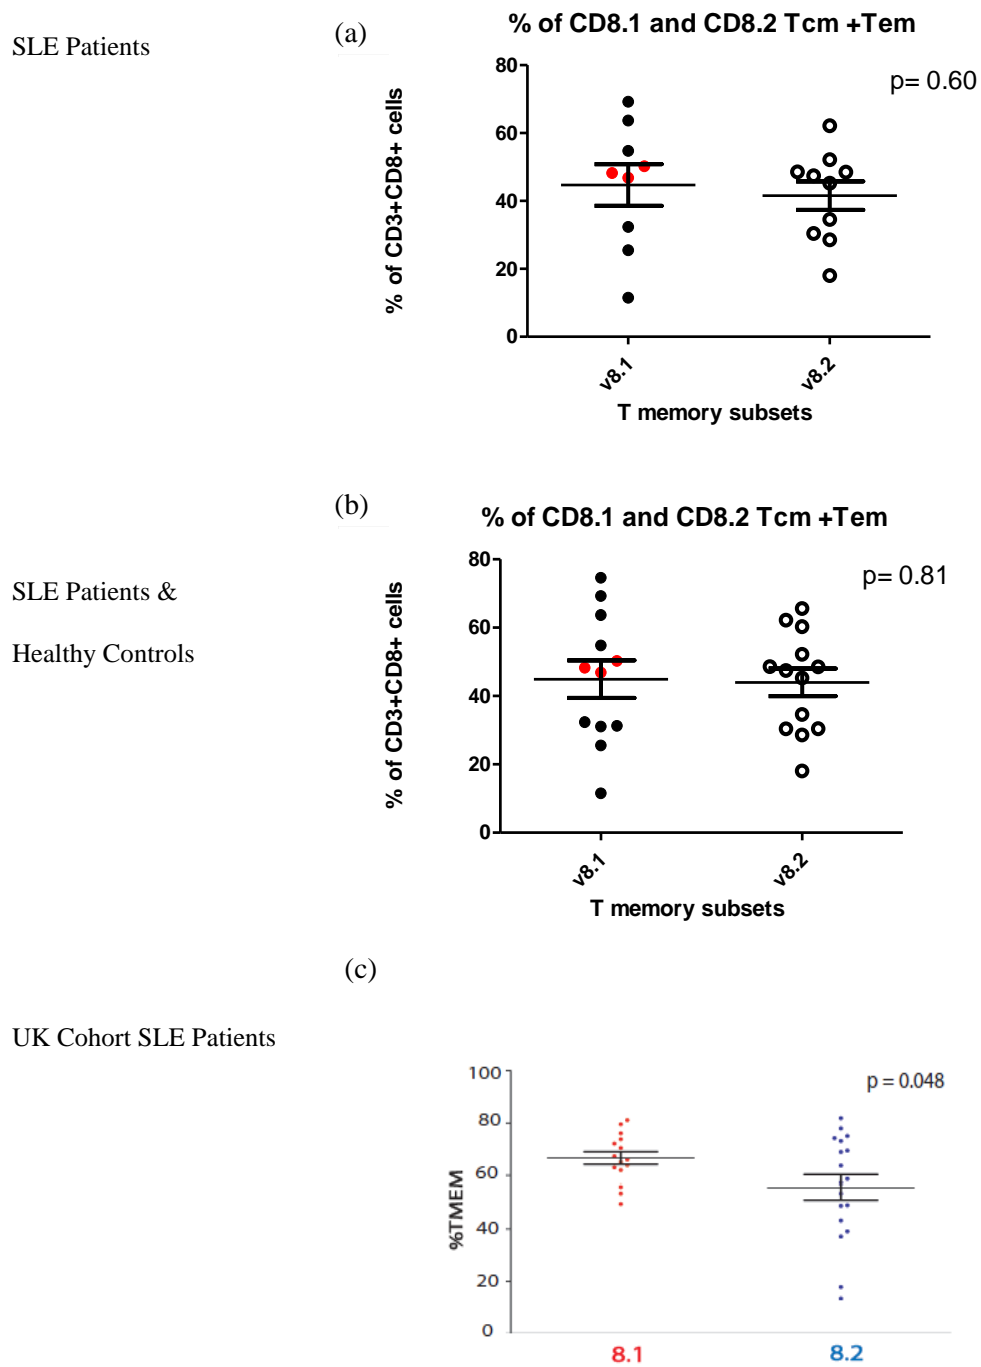 SLE Patients
(a)
% of CD8.1 and CD8.2 Tcm +Tem
p= 0.60
% of CD3+CD8+ cells
80
60
40
20
0
v8.1
v8.2
T memory subsets
(b)
% of CD8.1 and CD8.2 Tcm +Tem
SLE Patients &
Healthy Controls
p= 0.81
% of CD3+CD8+ cells
80
60
40
20
0
v8.1
v8.2
T memory subsets
(c)
UK Cohort SLE Patients
p = 0.048
%TMEM
100
80
60
40
20
0
8.1
8.2